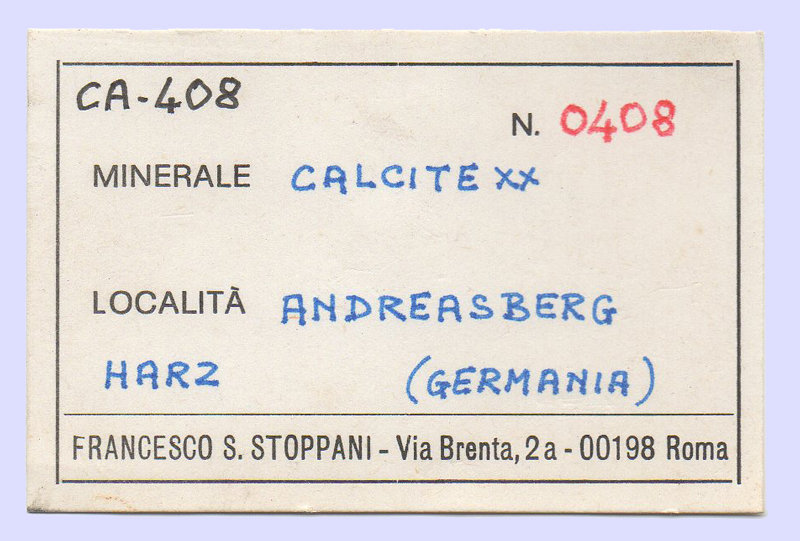 CA-408
N. 0408
MINERALE CALCITE XX
LOCALITÀ ANDREASBERG
HARZ (GERMANIA)
FRANCESCO S. STOPPANI - Via Brenta, 2a - 00198 Roma